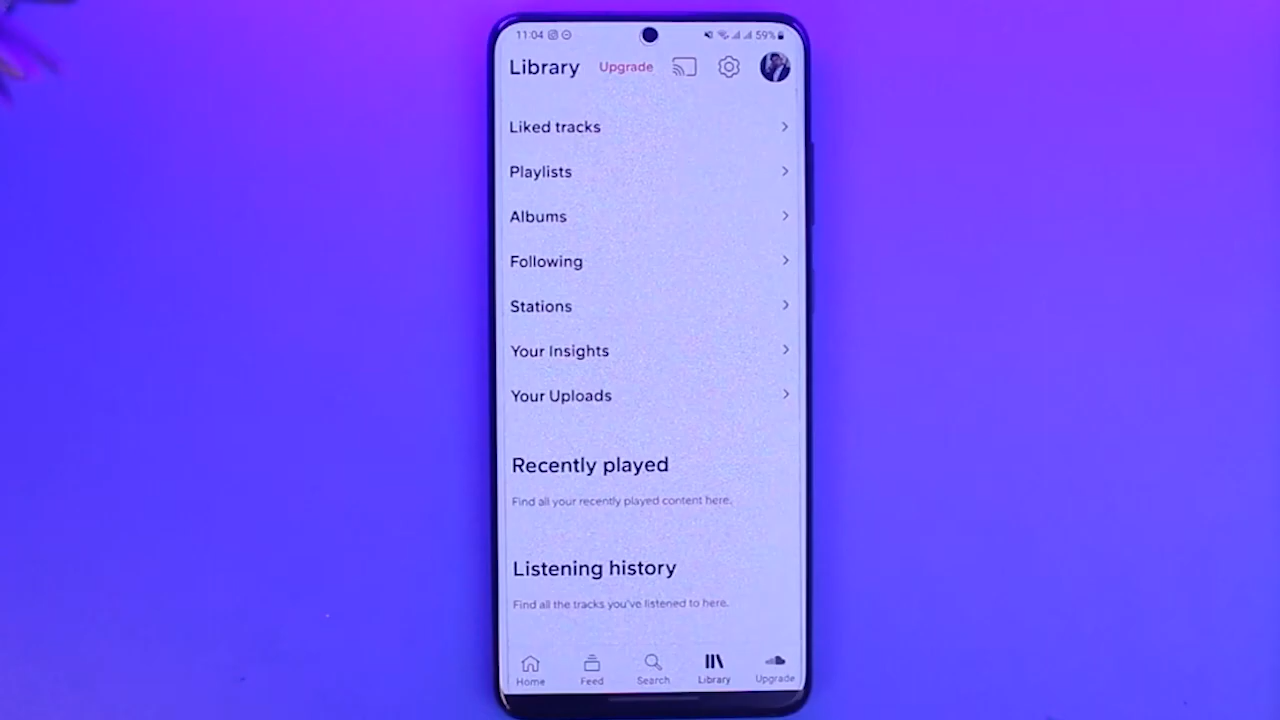 11:04 59%
Library Upgrade
Liked tracks
Playlists
Albums
Following
Stations
Your Insights
Your Uploads
Recently played
Find all your recently played content here.
Listening history
Find all the tracks you've listened to here.
Home Feed Search Library Upgrade